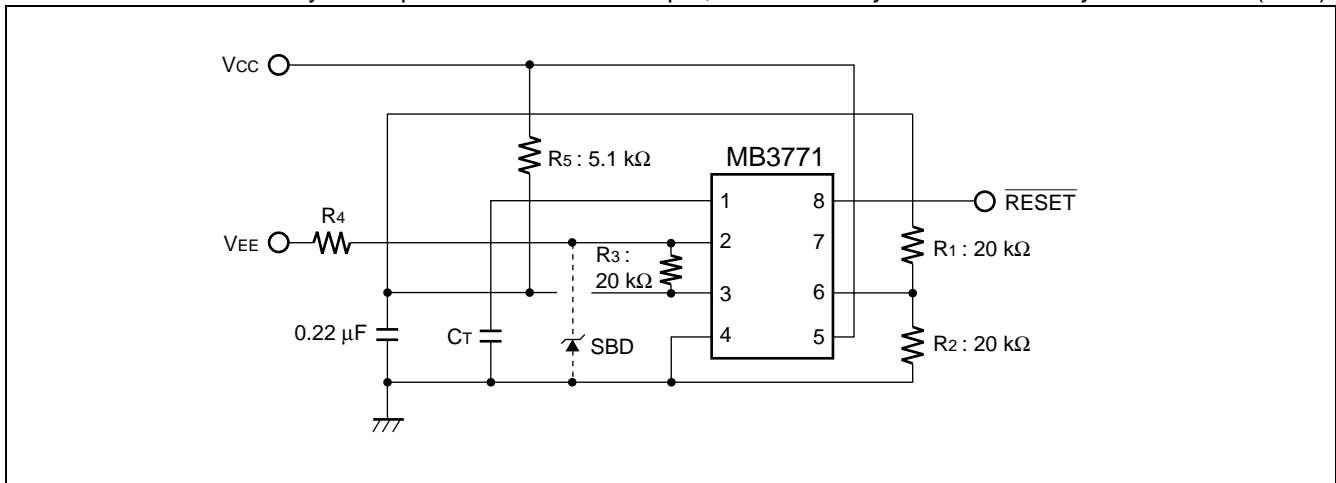 VCC
R5 : 5.1 kΩ
MB3771
1
8
RESET
R4
VEE
2
7
R3 :
20 kΩ
R1 : 20 kΩ
3
6
0.22 μF
CT
SBD
4
5
R2 : 20 kΩ